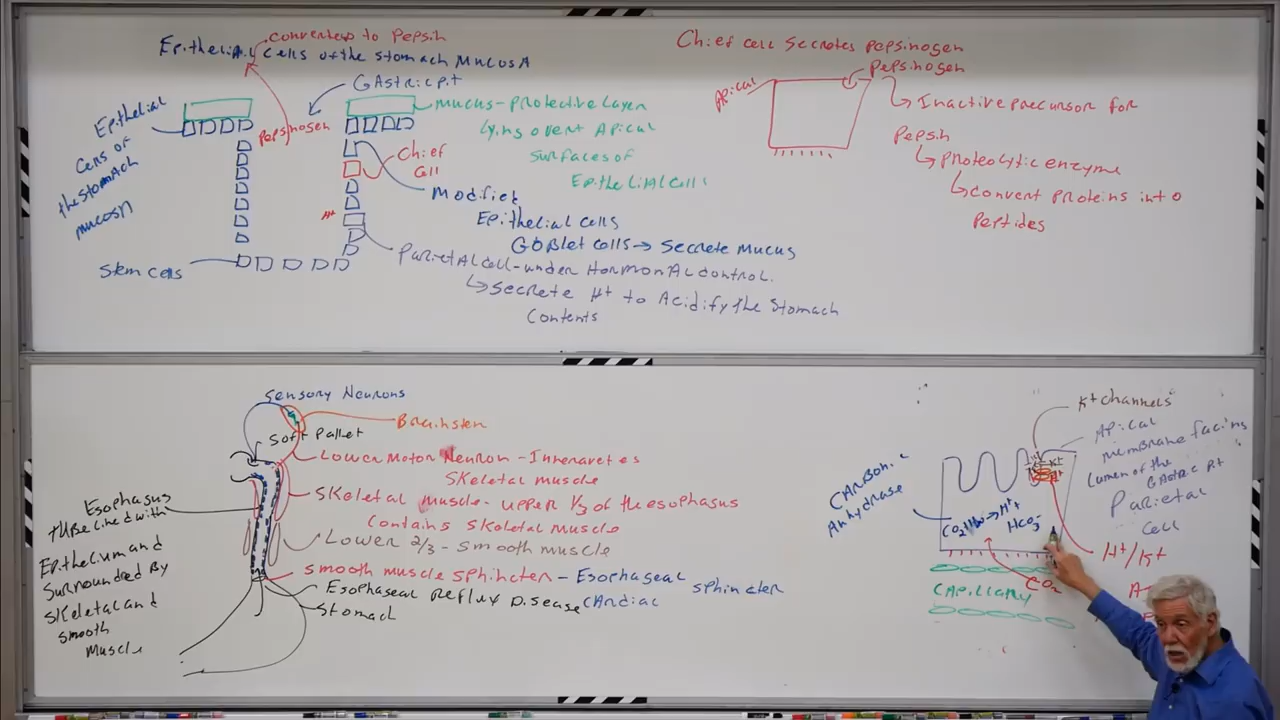 converted to Pepsin
Epithelial cells of the stomach Mucosa
Gastric pit
Epithelial
cells of
the stomach
mucosa
Pepsinogen
Mucus - Protective Layer
lying overt Apical
surfaces of
Epithelial cells
Chief
Cell
Modified
Epithelial cells
Goblet cells → secrete mucus
H+
Stem cells
Parietal cell - under Hormonal control.
↳ Secrete H+ to Acidify the Stomach
Contents
Chief cell secretes pepsinogen
Pepsinogen
Apical
↳ Inactive precursor for
Pepsin
↳ Proteolytic enzyme
↳ convert Proteins into
Peptides
Sensory Neurons
Brainstem
Soft Pallet
Lower Motor Neuron - Innervates
Skeletal muscle
Esophagus
tube lined with
Epithelium and
Surrounded By
Skeletal and
smooth
Muscle
Skeletal Muscle - upper 1/3 of the esophagus
Contains Skeletal muscle
Lower 2/3 - Smooth muscle
smooth muscle sphincter - Esophageal sphincter
Cardiac
Esophageal Reflux Disease
Stomach
K+ channels
Apical
membrane facing
lumen of the
Gastric Pit
Parietal
Cell
Carbonic
Anhydrase
K+
H+
→ H+
HCO3-
H+/K+
CO2
Capillary